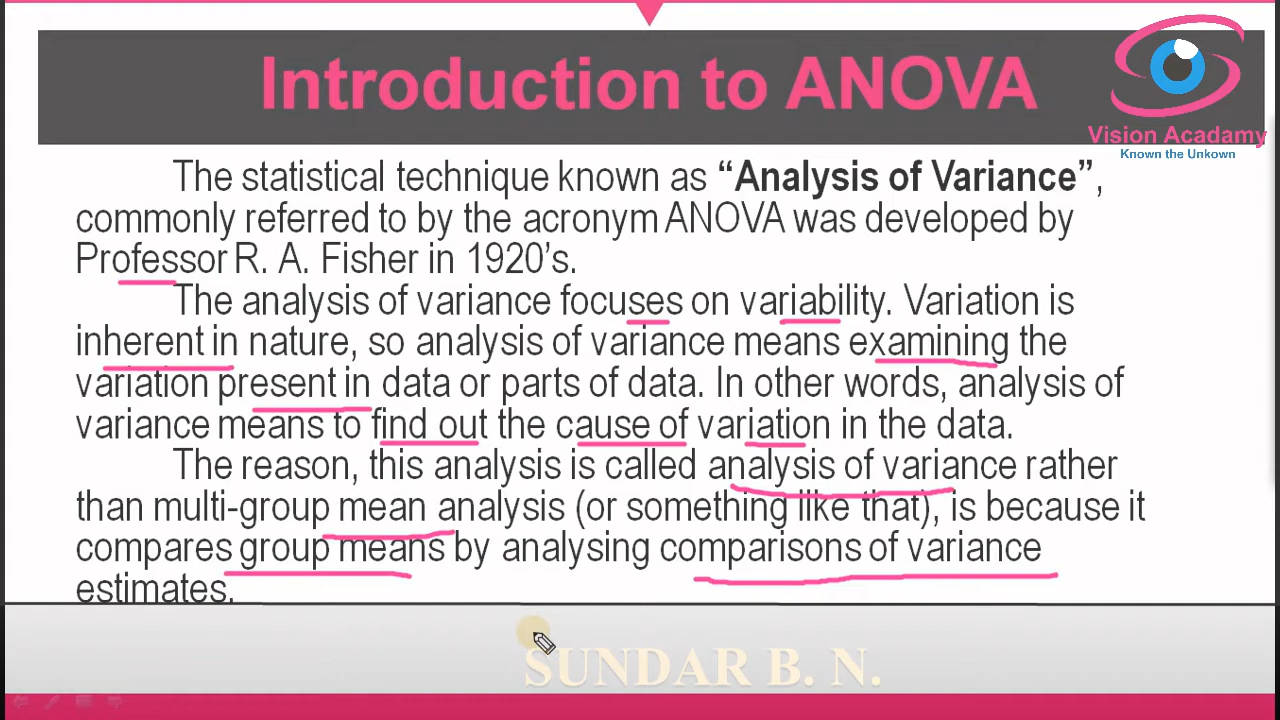 Introduction to ANOVA
Vision Acadamy
Known the Unkown
The statistical technique known as “Analysis of Variance”,
commonly referred to by the acronym ANOVA was developed by
Professor R. A. Fisher in 1920’s.
The analysis of variance focuses on variability. Variation is
inherent in nature, so analysis of variance means examining the
variation present in data or parts of data. In other words, analysis of
variance means to find out the cause of variation in the data.
The reason, this analysis is called analysis of variance rather
than multi-group mean analysis (or something like that), is because it
compares group means by analysing comparisons of variance
estimates.
SUNDAR B. N.